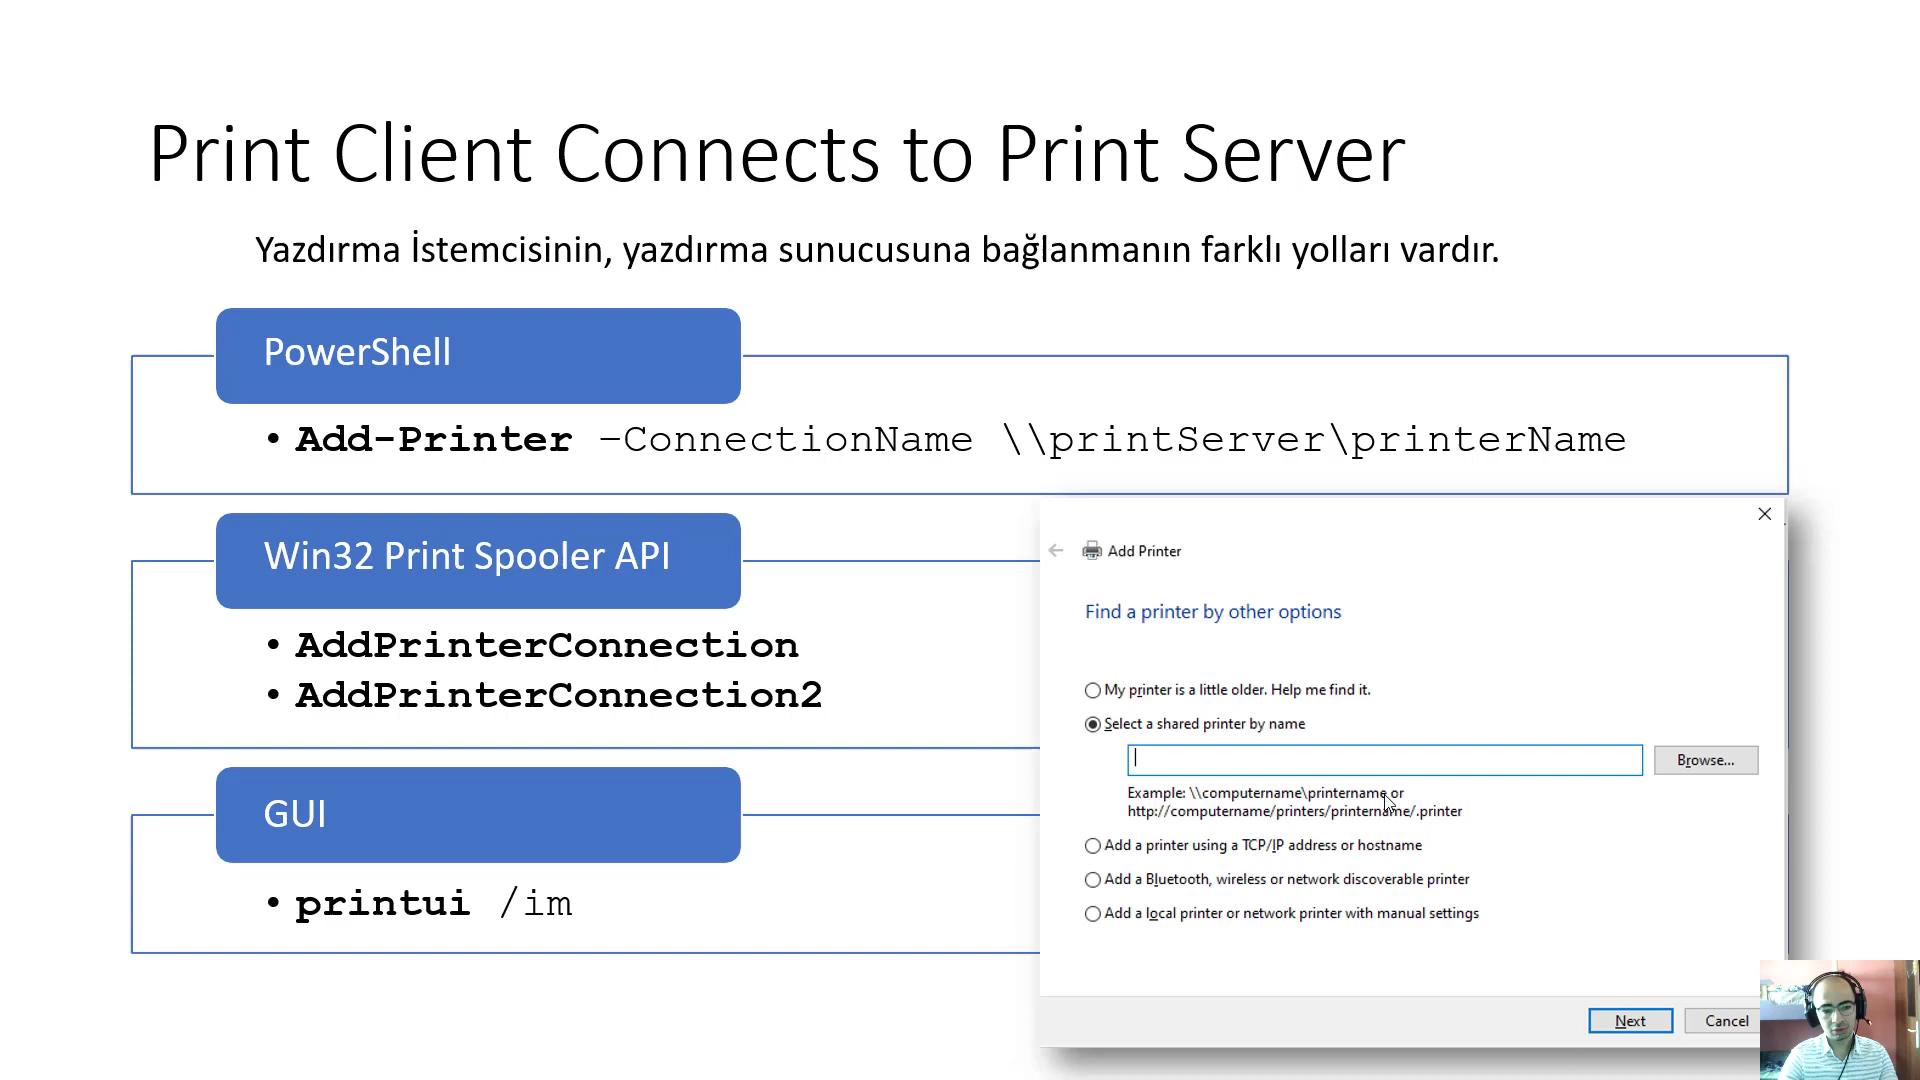 Print Client Connects to Print Server
Yazdırma İstemcisinin, yazdırma sunucusuna bağlanmanın farklı yolları vardır.
PowerShell
• Add-Printer –ConnectionName \\printServer\printerName
Win32 Print Spooler API
• AddPrinterConnection
• AddPrinterConnection2
GUI
• printui /im
Add Printer
Find a printer by other options
My printer is a little older. Help me find it.
Select a shared printer by name
Browse...
Example: \\computername\printername or
http://computername/printers/printername/.printer
Add a printer using a TCP/IP address or hostname
Add a Bluetooth, wireless or network discoverable printer
Add a local printer or network printer with manual settings
Next
Cancel